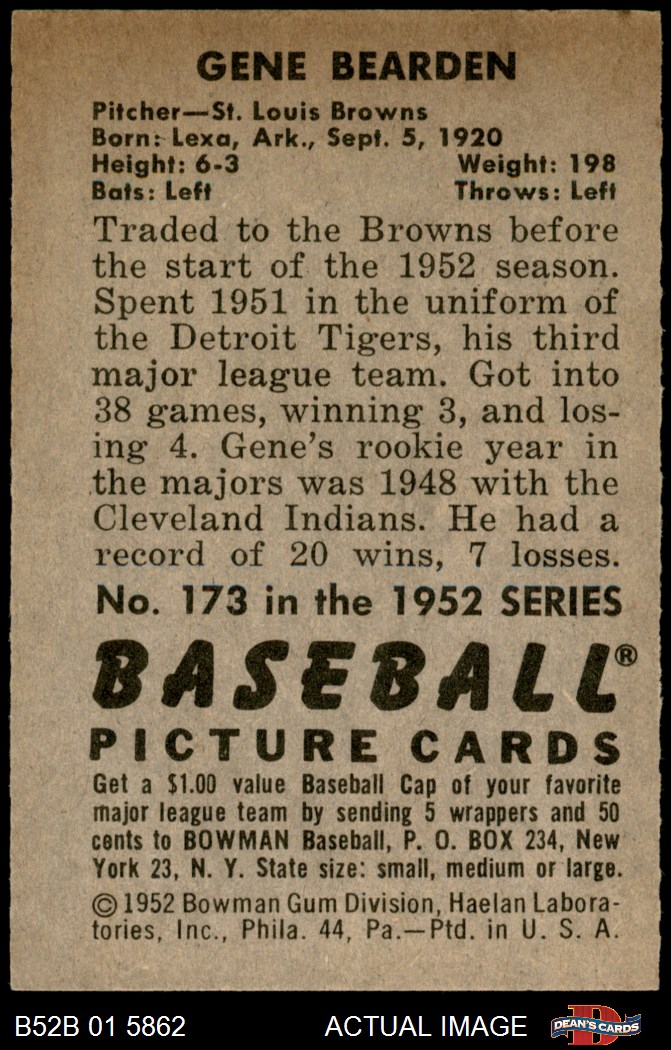 GENE BEARDEN
Pitcher—St. Louis Browns
Born: Lexa, Ark., Sept. 5, 1920
Height: 6-3 Weight: 198
Bats: Left Throws: Left
Traded to the Browns before
the start of the 1952 season.
Spent 1951 in the uniform of
the Detroit Tigers, his third
major league team. Got into
38 games, winning 3, and los-
ing 4. Gene's rookie year in
the majors was 1948 with the
Cleveland Indians. He had a
record of 20 wins, 7 losses.
No. 173 in the 1952 SERIES
BASEBALL®
PICTURE CARDS
Get a $1.00 value Baseball Cap of your favorite
major league team by sending 5 wrappers and 50
cents to BOWMAN Baseball, P. O. BOX 234, New
York 23, N. Y. State size: small, medium or large.
© 1952 Bowman Gum Division, Haelan Labora-
tories, Inc., Phila. 44, Pa.—Ptd. in U. S. A.
B52B 01 5862 ACTUAL IMAGE D DEAN'S CARDS